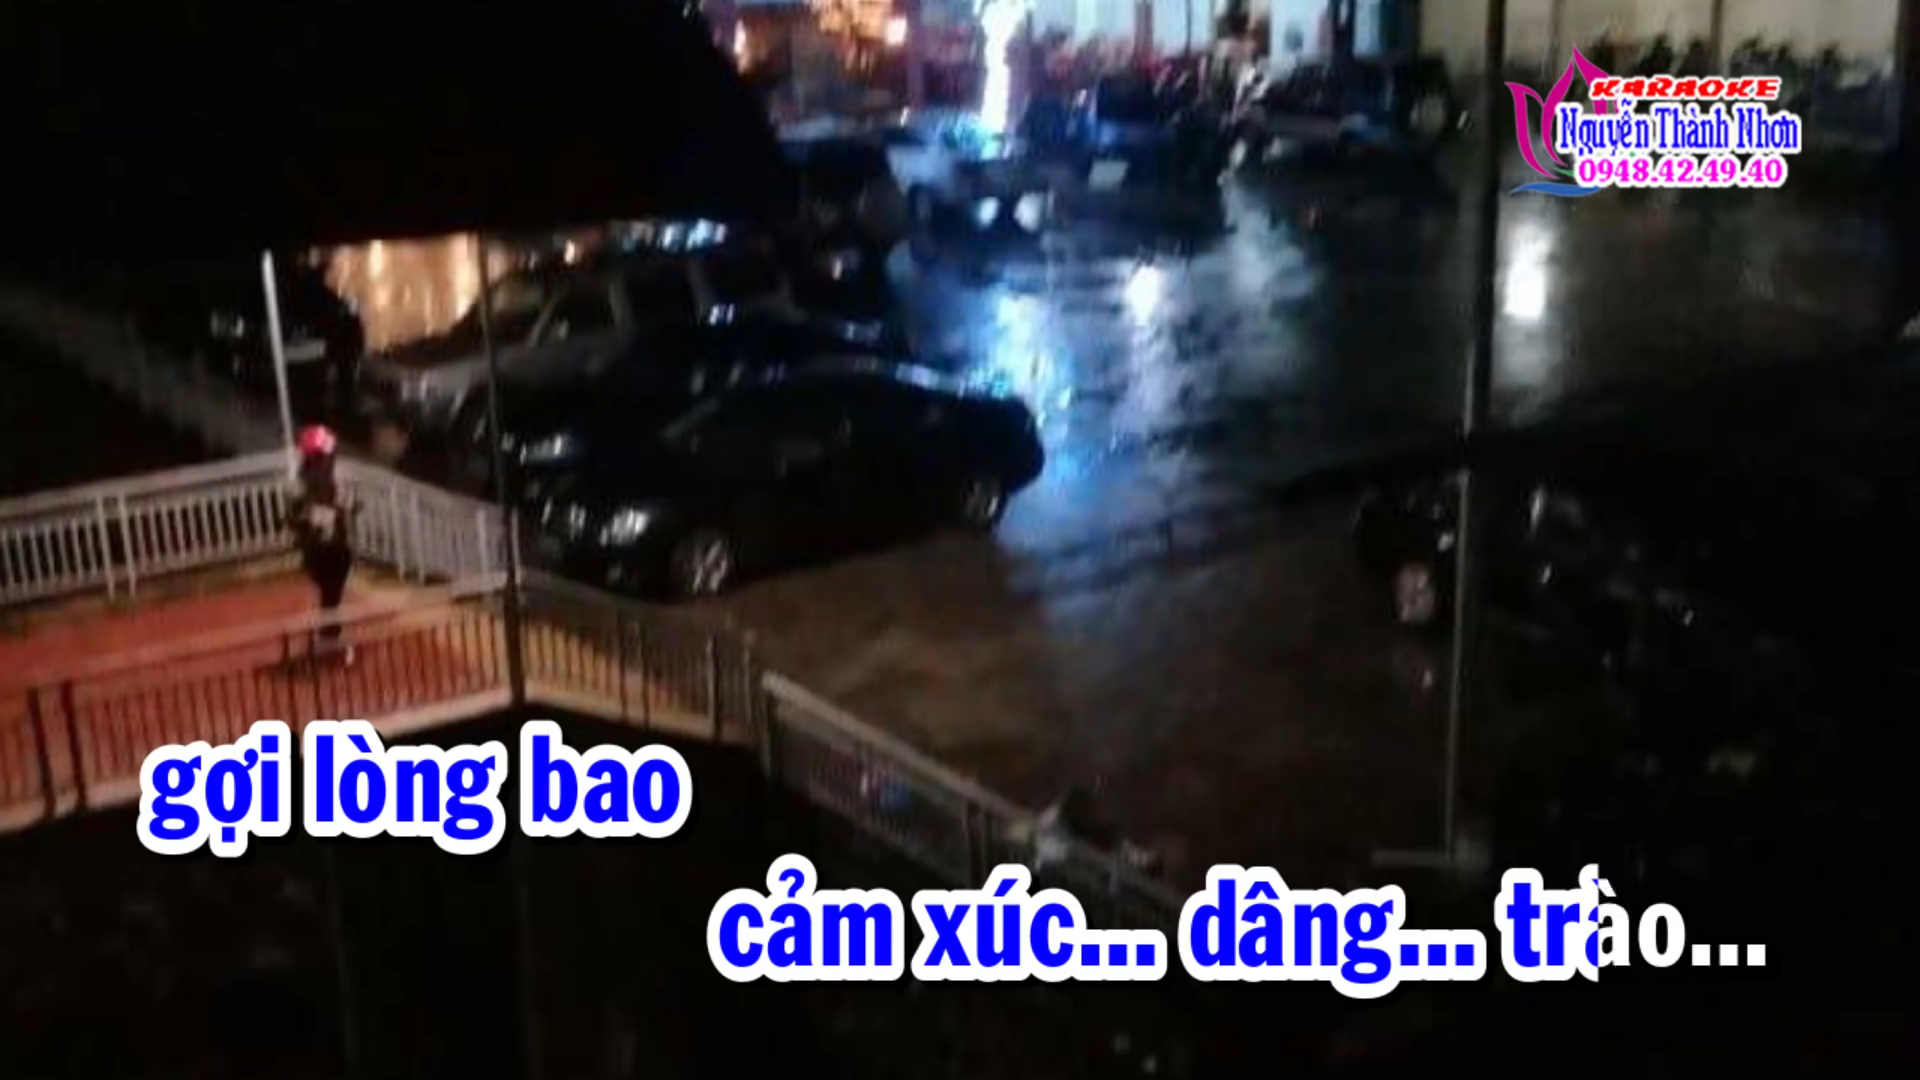 KARAOKE
Nguyễn Thành Nhơn
0948.42.49.40
gợi lòng bao
cảm xúc... dâng... trào...